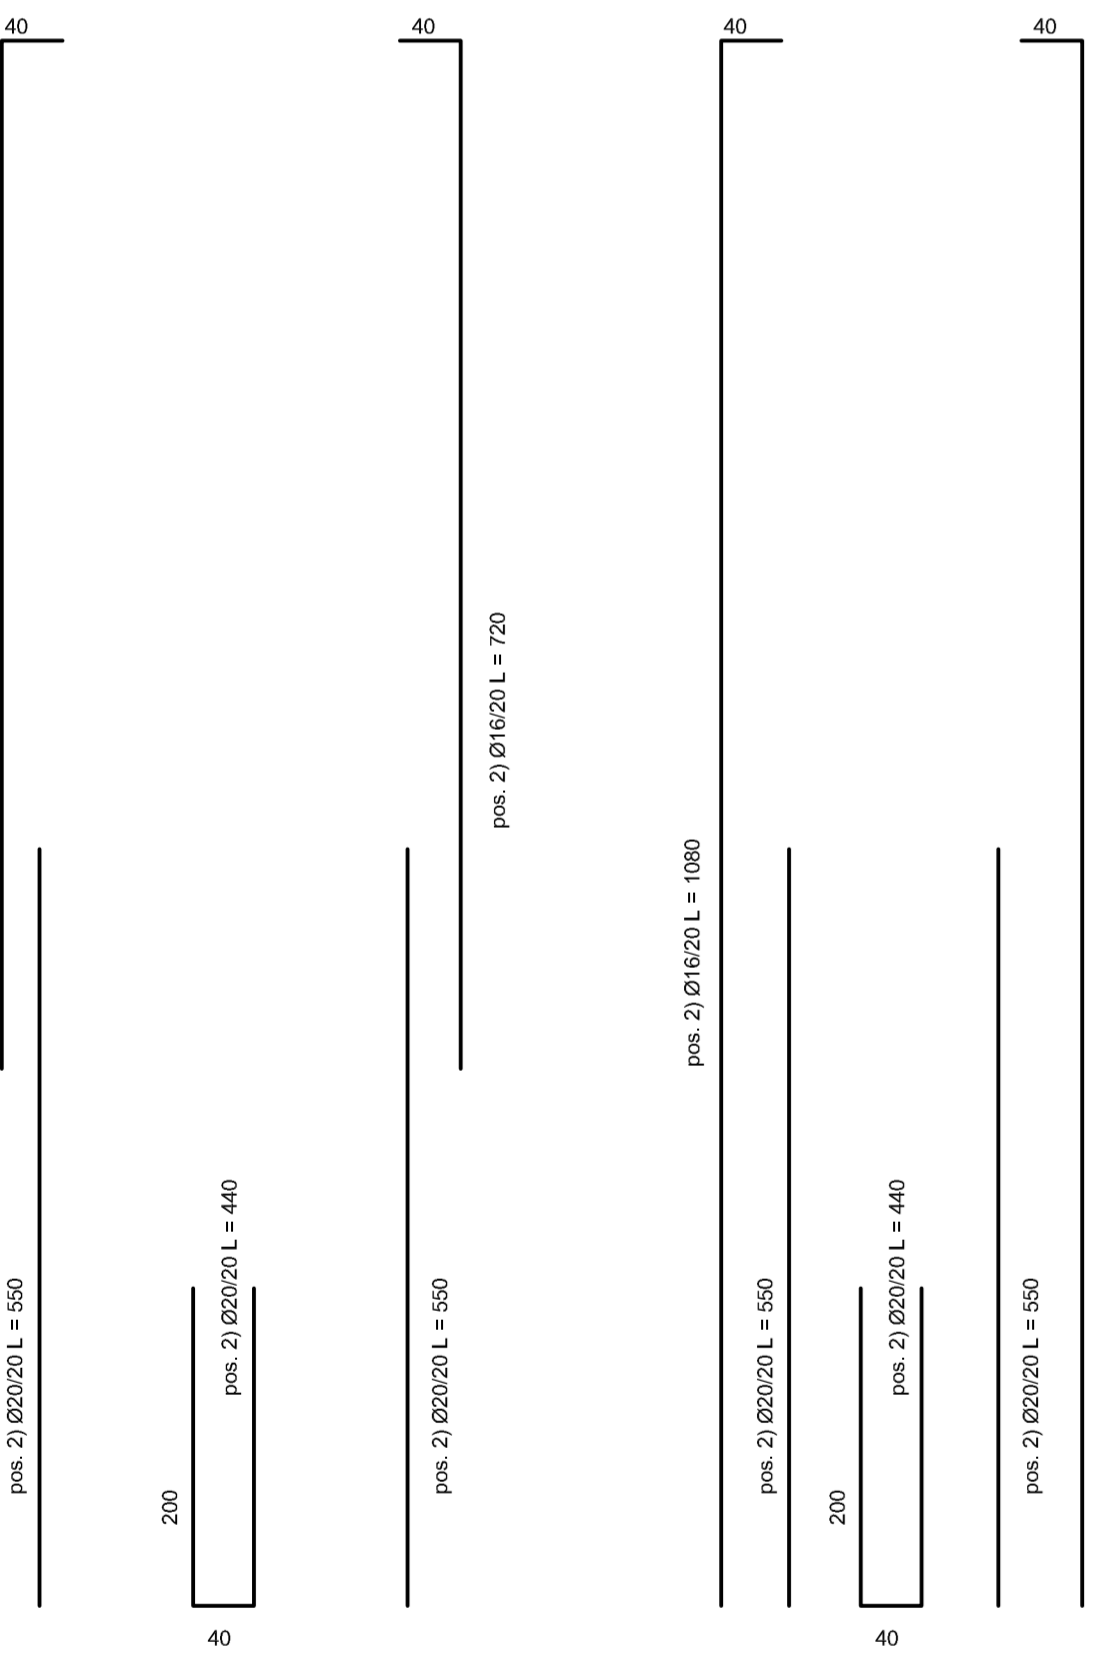 40
40
40
40
pos. 2) Ø16/20 L = 720
pos. 2) Ø16/20 L = 1080
pos. 2) Ø20/20 L = 440
pos. 2) Ø20/20 L = 440
pos. 2) Ø20/20 L = 550
pos. 2) Ø20/20 L = 550
pos. 2) Ø20/20 L = 550
pos. 2) Ø20/20 L = 550
200
200
40
40